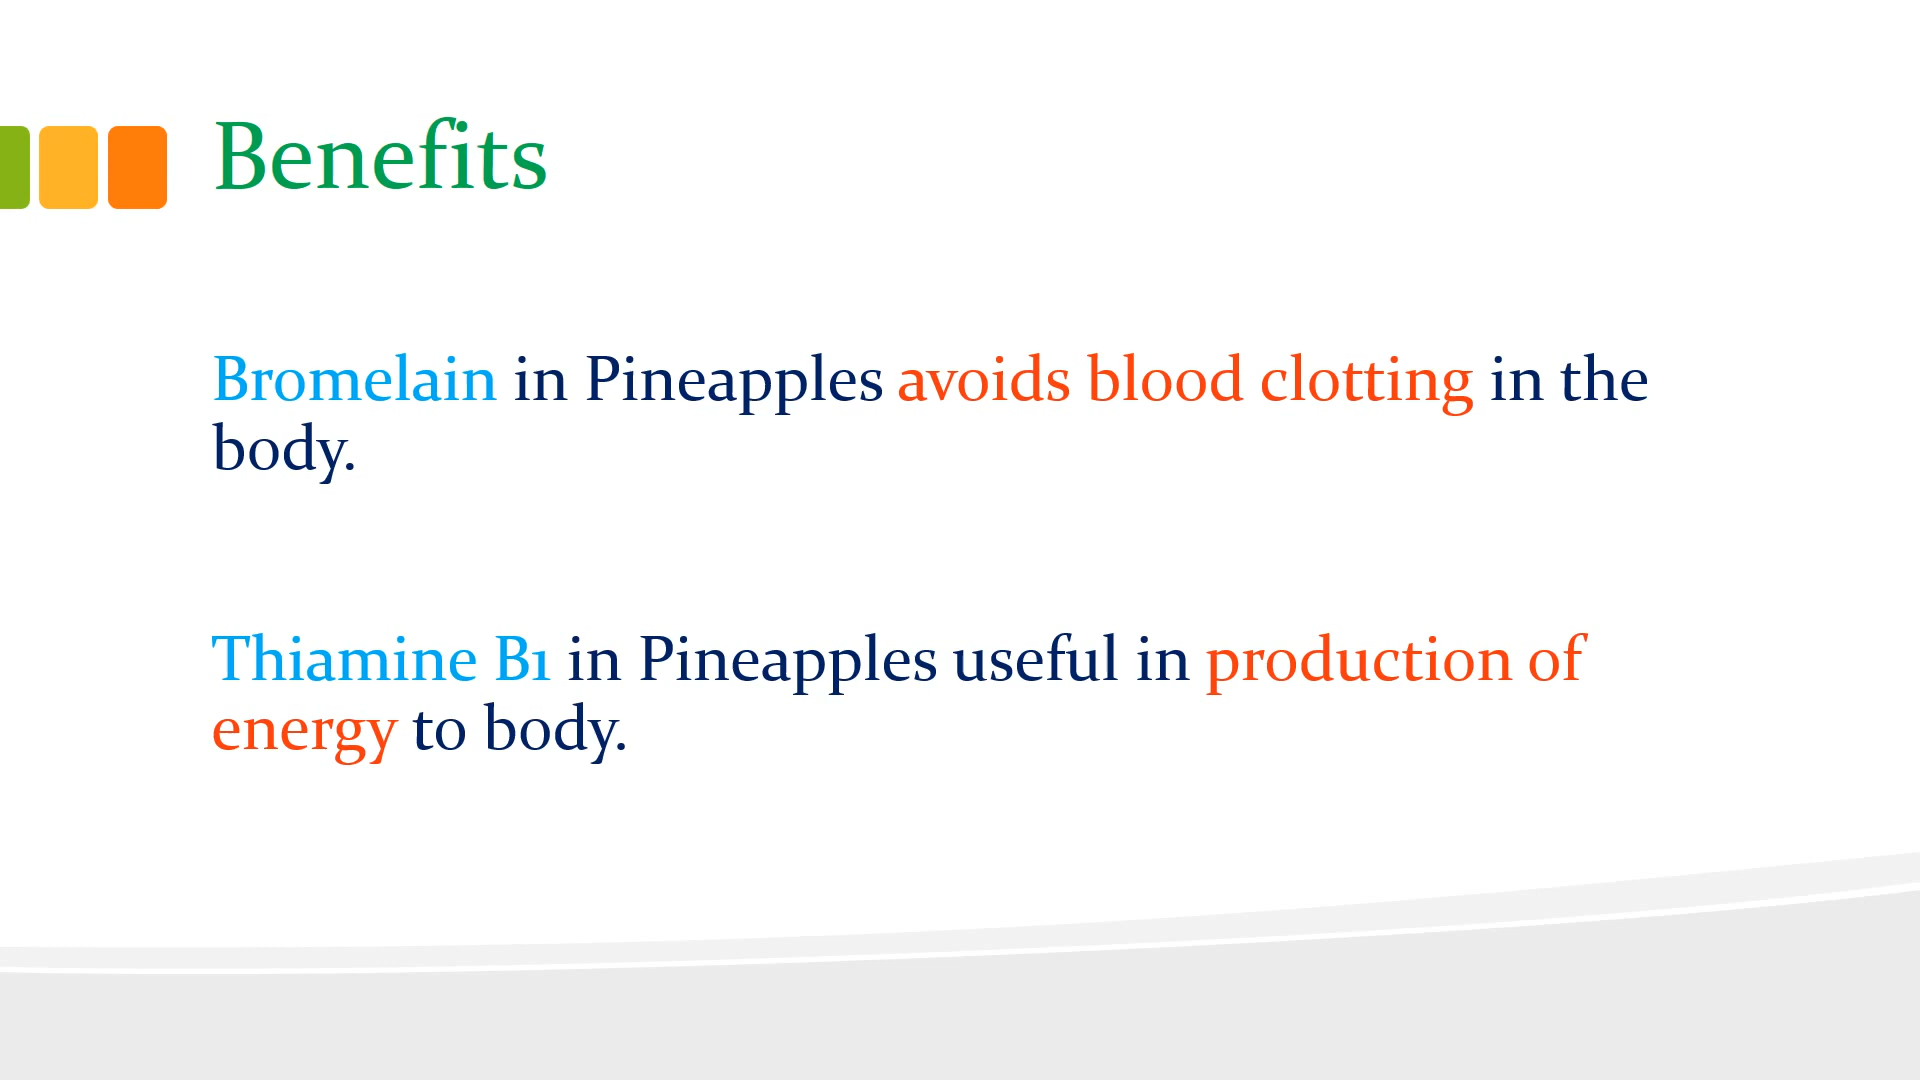 Benefits
Bromelain in Pineapples avoids blood clotting in the
body.
Thiamine B1 in Pineapples useful in production of
energy to body.